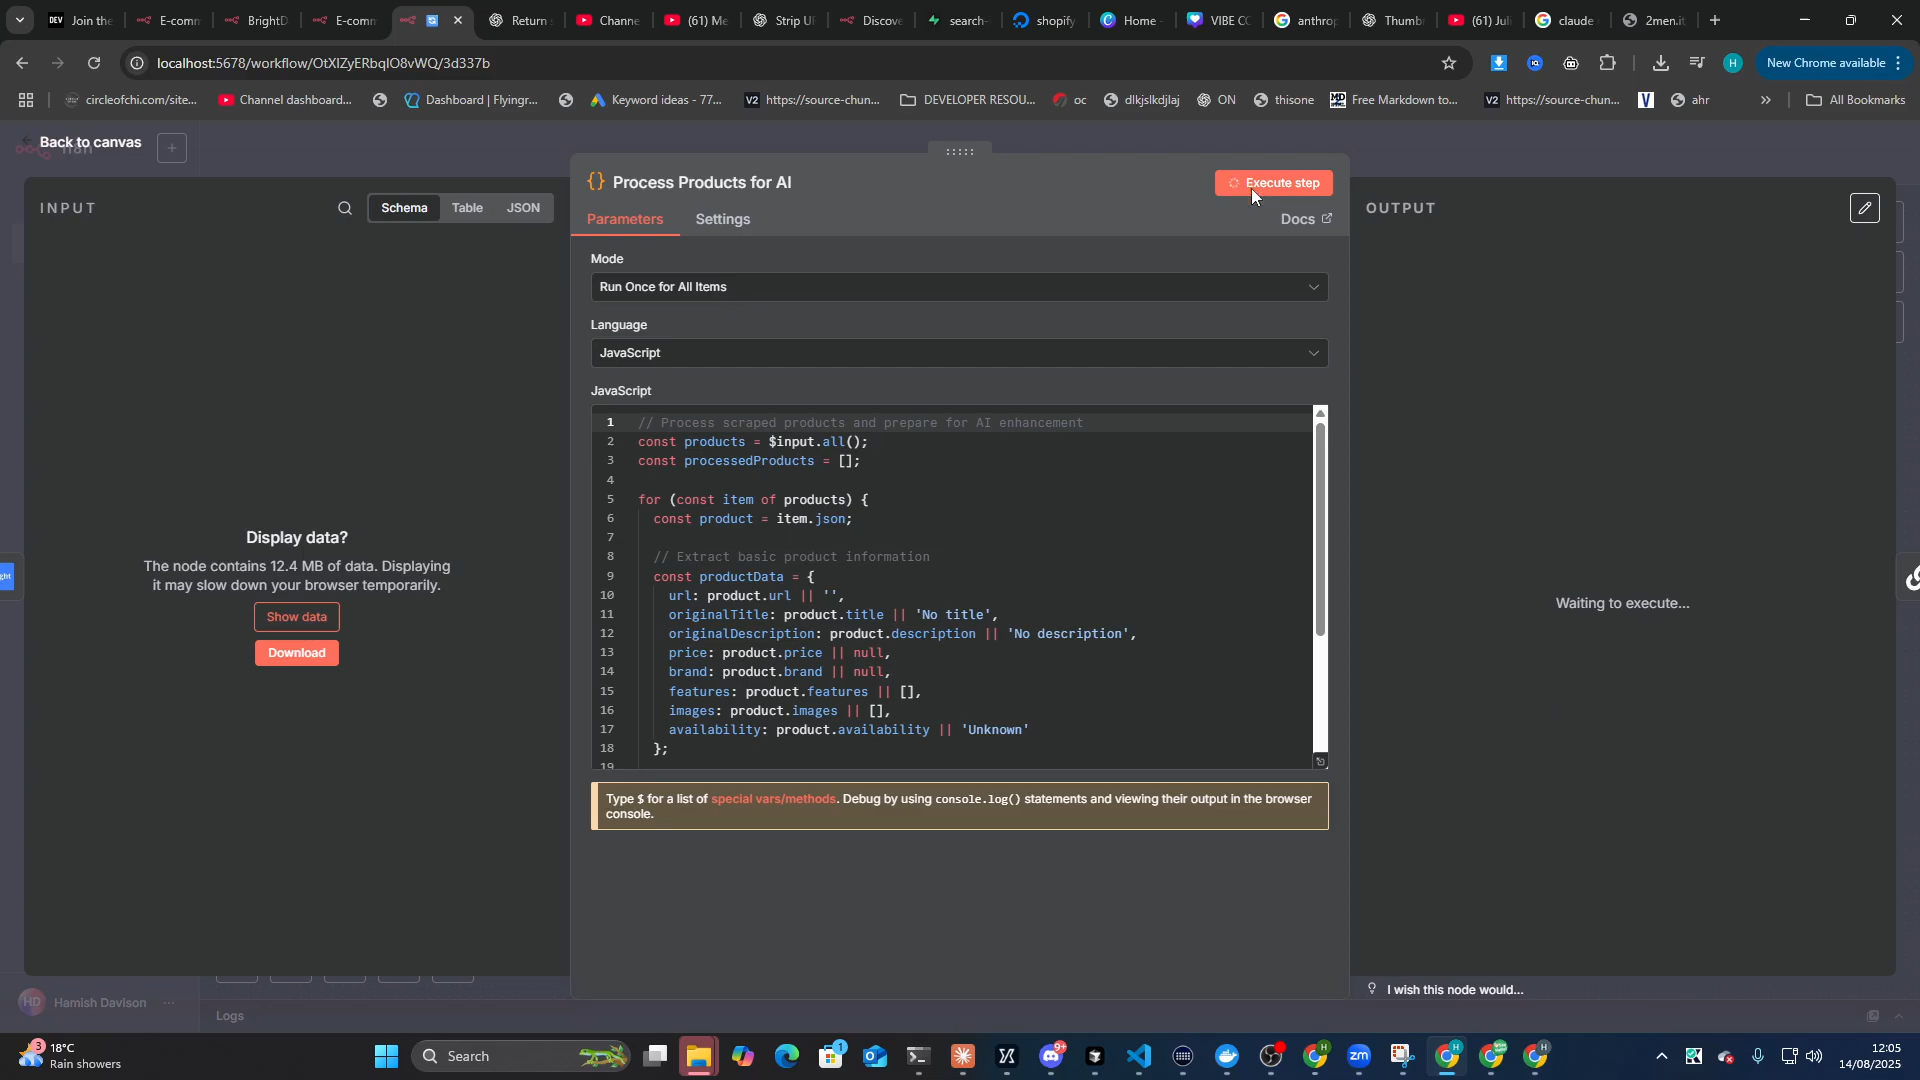 Join the
E-comm
BrightD
E-comm
Return
Channe
(61) Me
Strip UI
Discove
search-
shopify
Home -
VIBE CO
anthrop
Thumbn
(61) Jul
claude
2men.it
localhost:5678/workflow/OtXIZyERbqIO8vWQ/3d337b
New Chrome available
circleofchi.com/site...
Channel dashboard...
Dashboard | Flyingr...
Keyword ideas - 77...
https://source-chun...
DEVELOPER RESOU...
oc
dlkjslkdjlaj
ON
thisone
Free Markdown to...
https://source-chun...
ahr
All Bookmarks
Back to canvas
INPUT
Schema
Table
JSON
Process Products for AI
Execute step
Parameters
Settings
Docs
OUTPUT
Mode
Run Once for All Items
Language
JavaScript
JavaScript
1 // Process scraped products and prepare for AI enhancement
2 const products = $input.all();
3 const processedProducts = [];
4
5 for (const item of products) {
6 const product = item.json;
7
8 // Extract basic product information
9 const productData = {
10 url: product.url || '',
11 originalTitle: product.title || 'No title',
12 originalDescription: product.description || 'No description',
13 price: product.price || null,
14 brand: product.brand || null,
15 features: product.features || [],
16 images: product.images || [],
17 availability: product.availability || 'Unknown'
18 };
19
Type $ for a list of special vars/methods. Debug by using console.log() statements and viewing their output in the browser
console.
Display data?
The node contains 12.4 MB of data. Displaying
it may slow down your browser temporarily.
Show data
Download
Waiting to execute...
I wish this node would...
HD
Hamish Davison
Logs
3
18°C
Rain showers
Search
1
9+
zm
12:05
14/08/2025